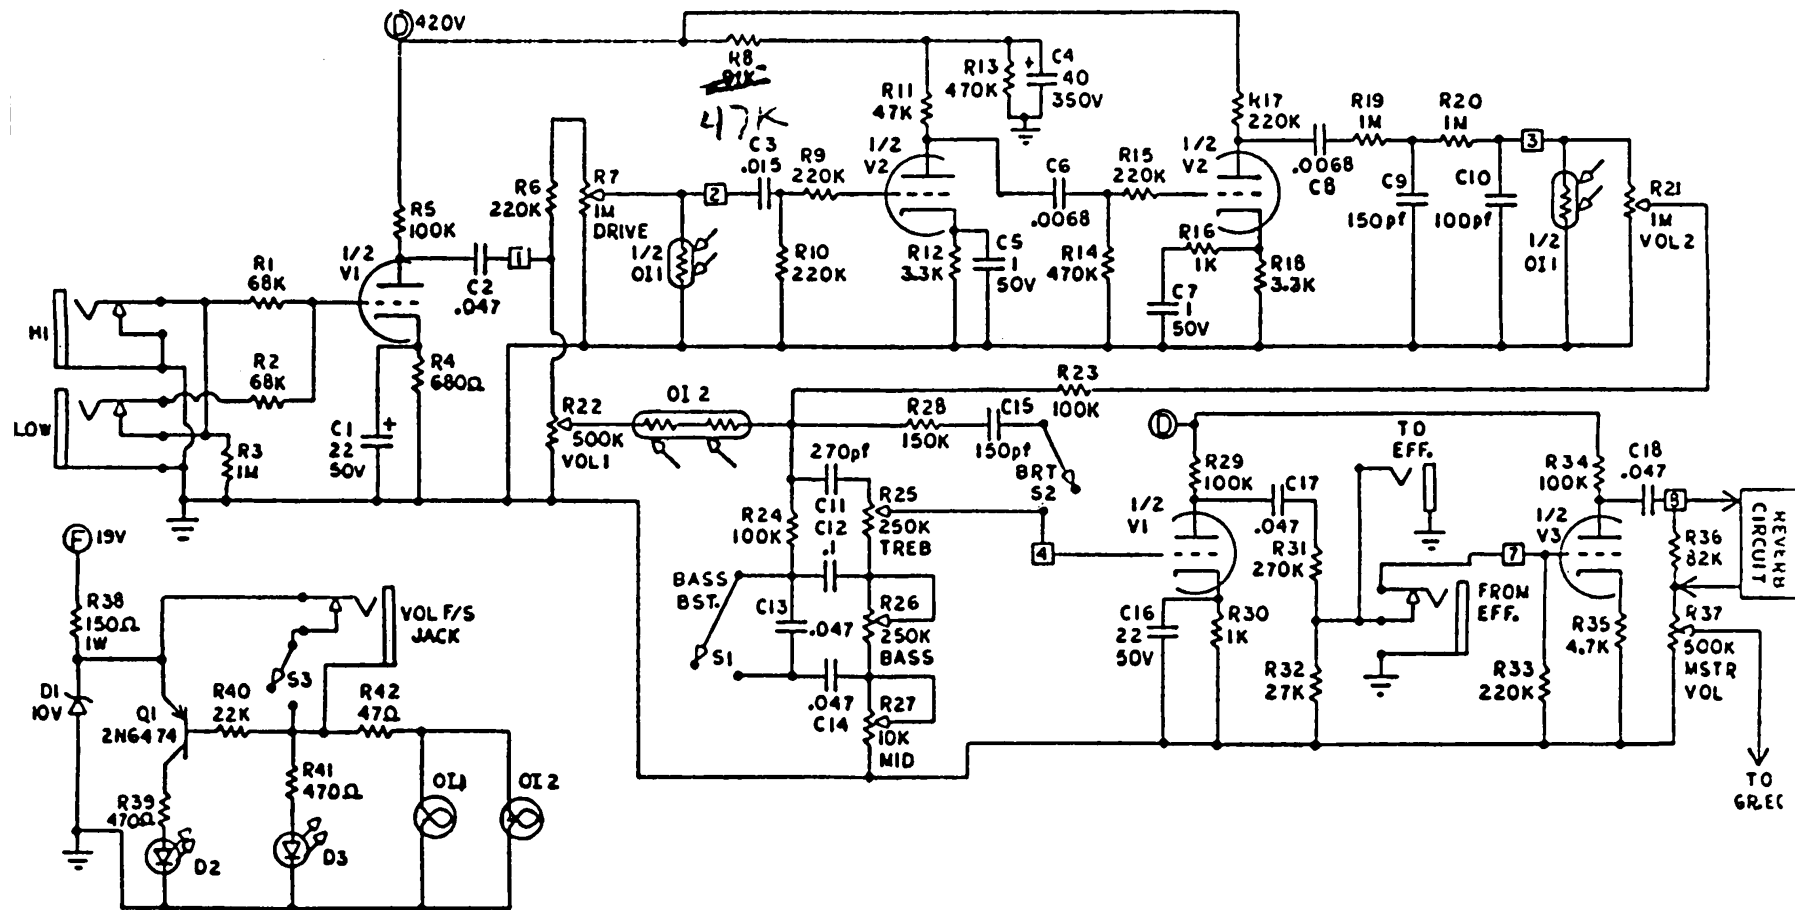 D 420V
R8
91K
47K
R11
47K
R13
470K
+ C4
40
350V
R17
220K
R19
1M
R20
1M
3
1/2
V2
C3
.015
R9
220K
1/2
V2
C6
.0068
R15
220K
.0068
C8
C9
150pf
C10
100pf
R21
1M
VOL2
1/2
OI1
R5
100K
R6
220K
R7
1M
DRIVE
2
1/2
OI1
R10
220K
R12
3.3K
C5
1
50V
R14
470K
R16
1K
C7
1
50V
R18
3.3K
1/2
V1
C2
.047
1
R1
68K
R2
68K
HI
LOW
R3
1M
R4
680Ω
C1 +
22
50V
R22
500K
VOL1
OI 2
R23
100K
R28
150K
C15
150pf
BRT
S2
270pf
C11
R24
100K
C12
.1
R25
250K
TREB
4
BASS
BST.
S1
C13
.047
R26
250K
BASS
.047
C14
R27
10K
MID
D
R29
100K
1/2
V1
C17
.047
C16
22
50V
R30
1K
R31
270K
R32
27K
TO
EFF.
FROM
EFF.
7
R33
220K
R34
100K
1/2
V3
R35
4.7K
C18
.047
R36
82K
REVERB
CIRCUIT
R37
500K
MSTR
VOL
TO
F 19V
R38
150Ω
1W
D1
10V
Q1
2N6474
R40
22K
S3
VOL F/S
JACK
R42
47Ω
R39
470Ω
R41
470Ω
D2
D3
OI1
OI 2